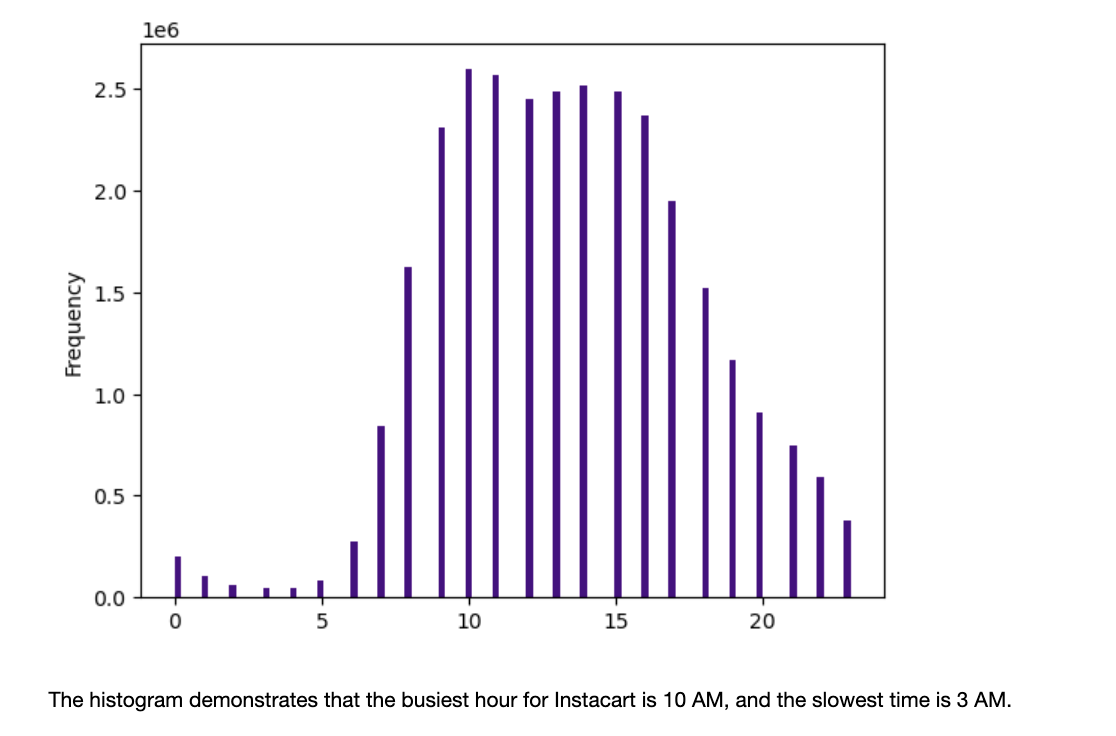 1e6
2.5
2.0
1.5
1.0
0.5
0.0
Frequency
0 5 10 15 20
The histogram demonstrates that the busiest hour for Instacart is 10 AM, and the slowest time is 3 AM.